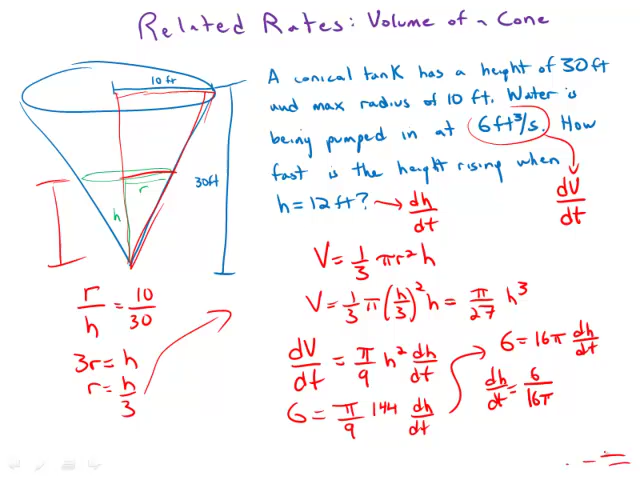 Related Rates: Volume of a Cone
10 ft
30ft
r
h
A conical tank has a height of 30ft
and max radius of 10 ft. Water is
being pumped in at 6ft³/s. How
fast is the height rising when
h=12ft? → dh/dt
dV/dt
V = 1/3 πr²h
V = 1/3 π(h/3)²h = π/27 h³
dV/dt = π/9 h² dh/dt
6 = π/9 144 dh/dt
6 = 16π dh/dt
dh/dt = 6/16π
r/h = 10/30
3r = h
r = h/3